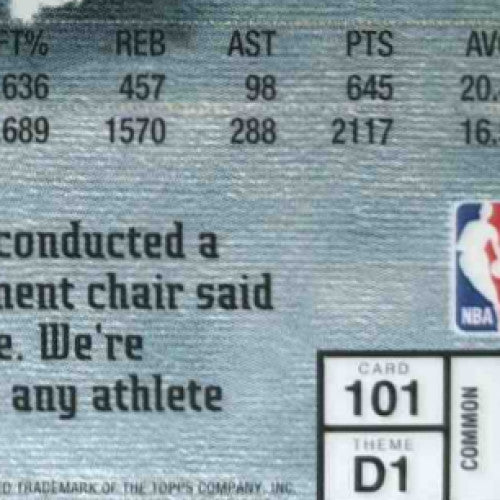 FT% REB AST PTS AV
636 457 98 645 20.
.689 1570 288 2117 16.
conducted a
ment chair said
e. We're
any athlete
NBA
CARD
101
COMMON
THEME
D1
D TRADEMARK OF THE TOPPS COMPANY, INC.